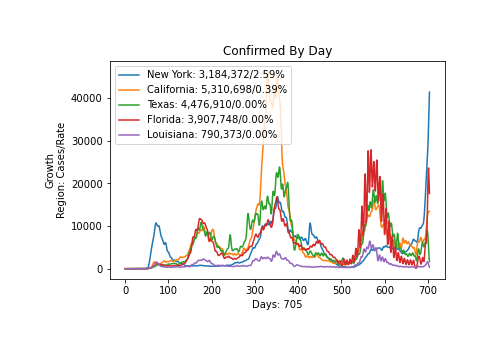 Confirmed By Day
New York: 3,184,372/2.59%
California: 5,310,698/0.39%
Texas: 4,476,910/0.00%
Florida: 3,907,748/0.00%
Louisiana: 790,373/0.00%
Growth
Region: Cases/Rate
40000
30000
20000
10000
0
0 100 200 300 400 500 600 700
Days: 705